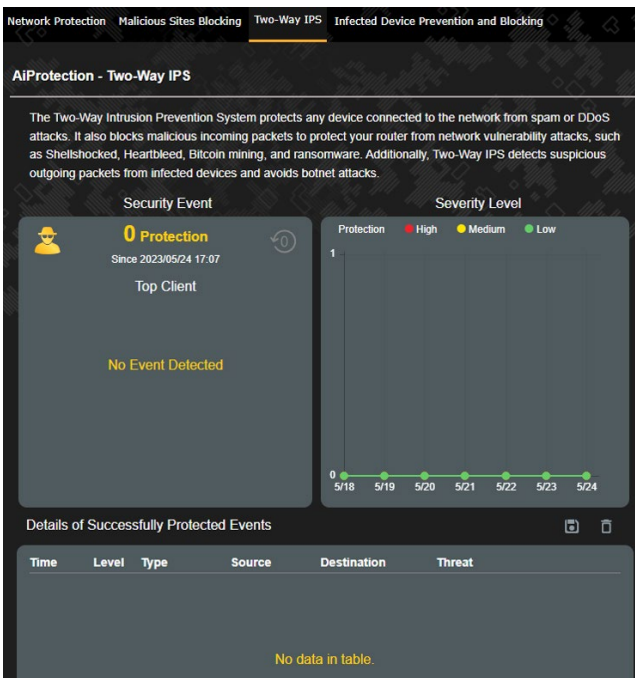 Network Protection Malicious Sites Blocking Two-Way IPS Infected Device Prevention and Blocking
AiProtection - Two-Way IPS
The Two-Way Intrusion Prevention System protects any device connected to the network from spam or DDoS
attacks. It also blocks malicious incoming packets to protect your router from network vulnerability attacks, such
as Shellshocked, Heartbleed, Bitcoin mining, and ransomware. Additionally, Two-Way IPS detects suspicious
outgoing packets from infected devices and avoids botnet attacks.
Security Event
0 Protection
0
Since 2023/05/24 17:07
Top Client
No Event Detected
Severity Level
Protection High Medium Low
1
0
5/18 5/19 5/20 5/21 5/22 5/23 5/24
Details of Successfully Protected Events
Time Level Type Source Destination Threat
No data in table.